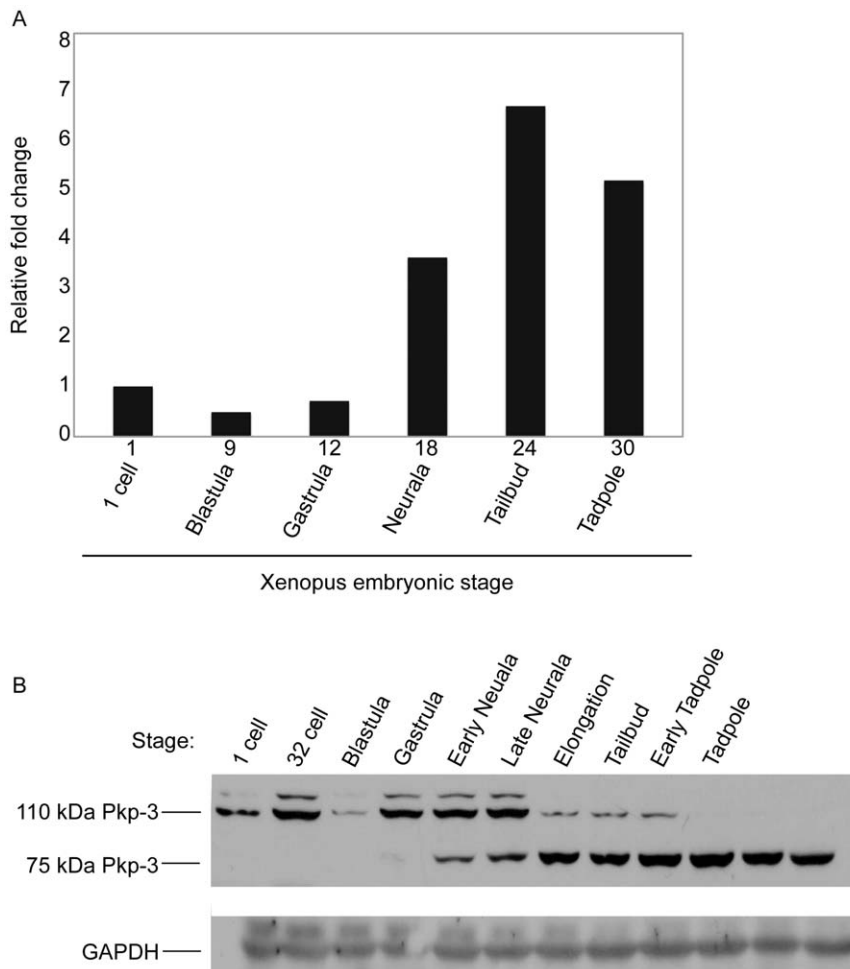 A
8
7
6
5
4
3
2
1
0
Relative fold change
1 9 12 18 24 30
1 cell Blastula Gastrula Neurala Tailbud Tadpole
Xenopus embryonic stage
B
Stage: 1 cell 32 cell Blastula Gastrula Early Neuala Late Neurala Elongation Tailbud Early Tadpole Tadpole
110 kDa Pkp-3
75 kDa Pkp-3
GAPDH